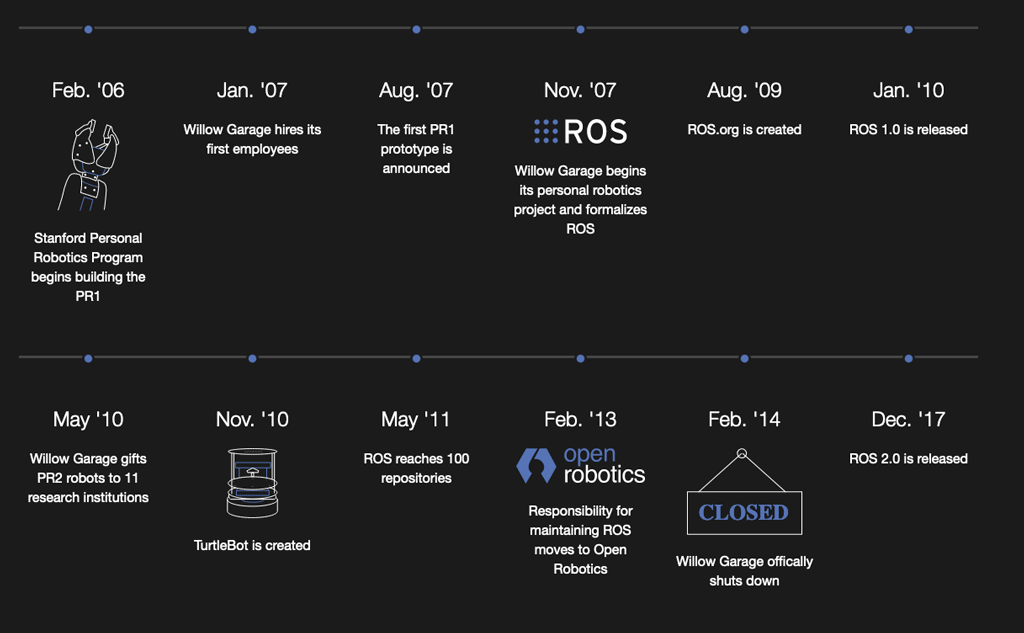 Feb. '06
Stanford Personal
Robotics Program
begins building the
PR1
Jan. '07
Willow Garage hires its
first employees
Aug. '07
The first PR1
prototype is
announced
Nov. '07
ROS
Willow Garage begins
its personal robotics
project and formalizes
ROS
Aug. '09
ROS.org is created
Jan. '10
ROS 1.0 is released
May '10
Willow Garage gifts
PR2 robots to 11
research institutions
Nov. '10
TurtleBot is created
May '11
ROS reaches 100
repositories
Feb. '13
open
robotics
Responsibility for
maintaining ROS
moves to Open
Robotics
Feb. '14
CLOSED
Willow Garage offically
shuts down
Dec. '17
ROS 2.0 is released